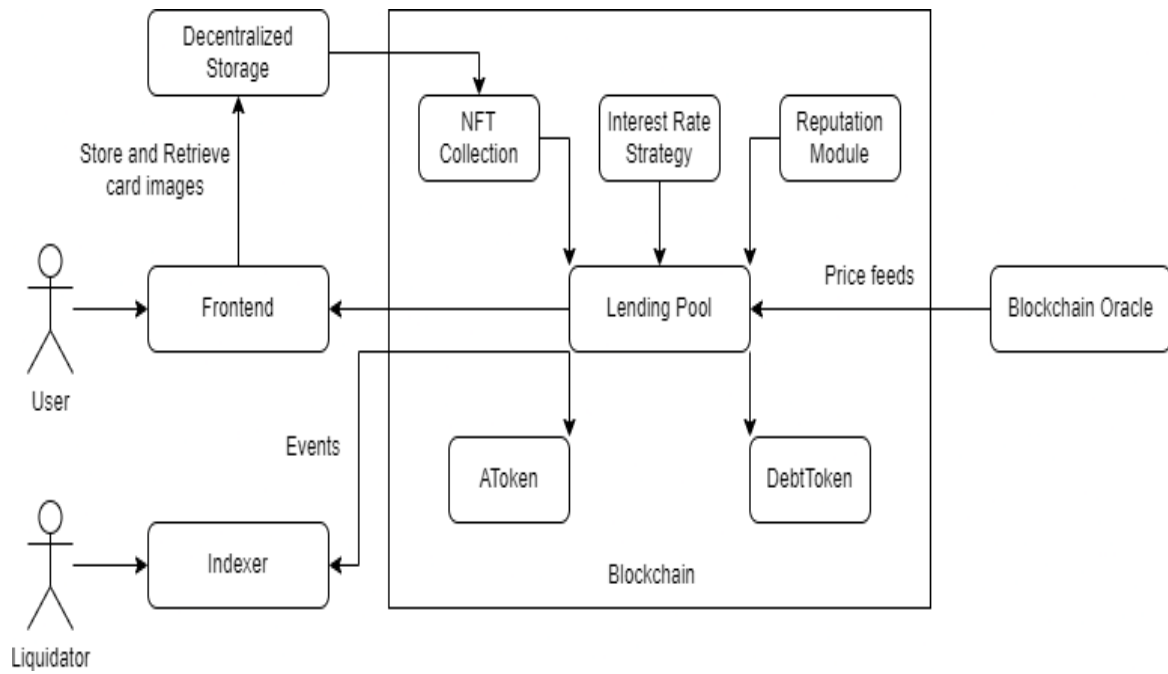 Decentralized
Storage
NFT
Collection
Interest Rate
Strategy
Reputation
Module
Store and Retrieve
card images
Frontend
Lending Pool
Price feeds
Blockchain Oracle
User
Events
AToken
DebtToken
Indexer
Blockchain
Liquidator